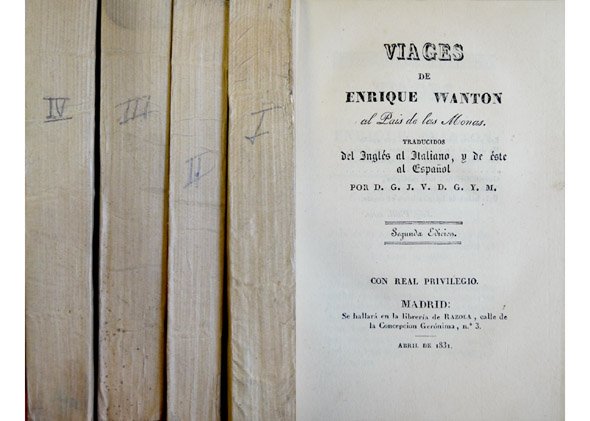 IV
III
II
I
VIAGES
DE
ENRIQUE WANTON
al Pais de las Monas.
TRADUCIDOS
del Inglés al Italiano, y de éste
al Español
POR D. G. J. V. D. G. Y. M.
Segunda Edicion.
CON REAL PRIVILEGIO.
MADRID:
Se hallará en la librería de RAZOLA, calle de
la Concepcion Gerónima, n.º 3.
ABRIL DE 1831.